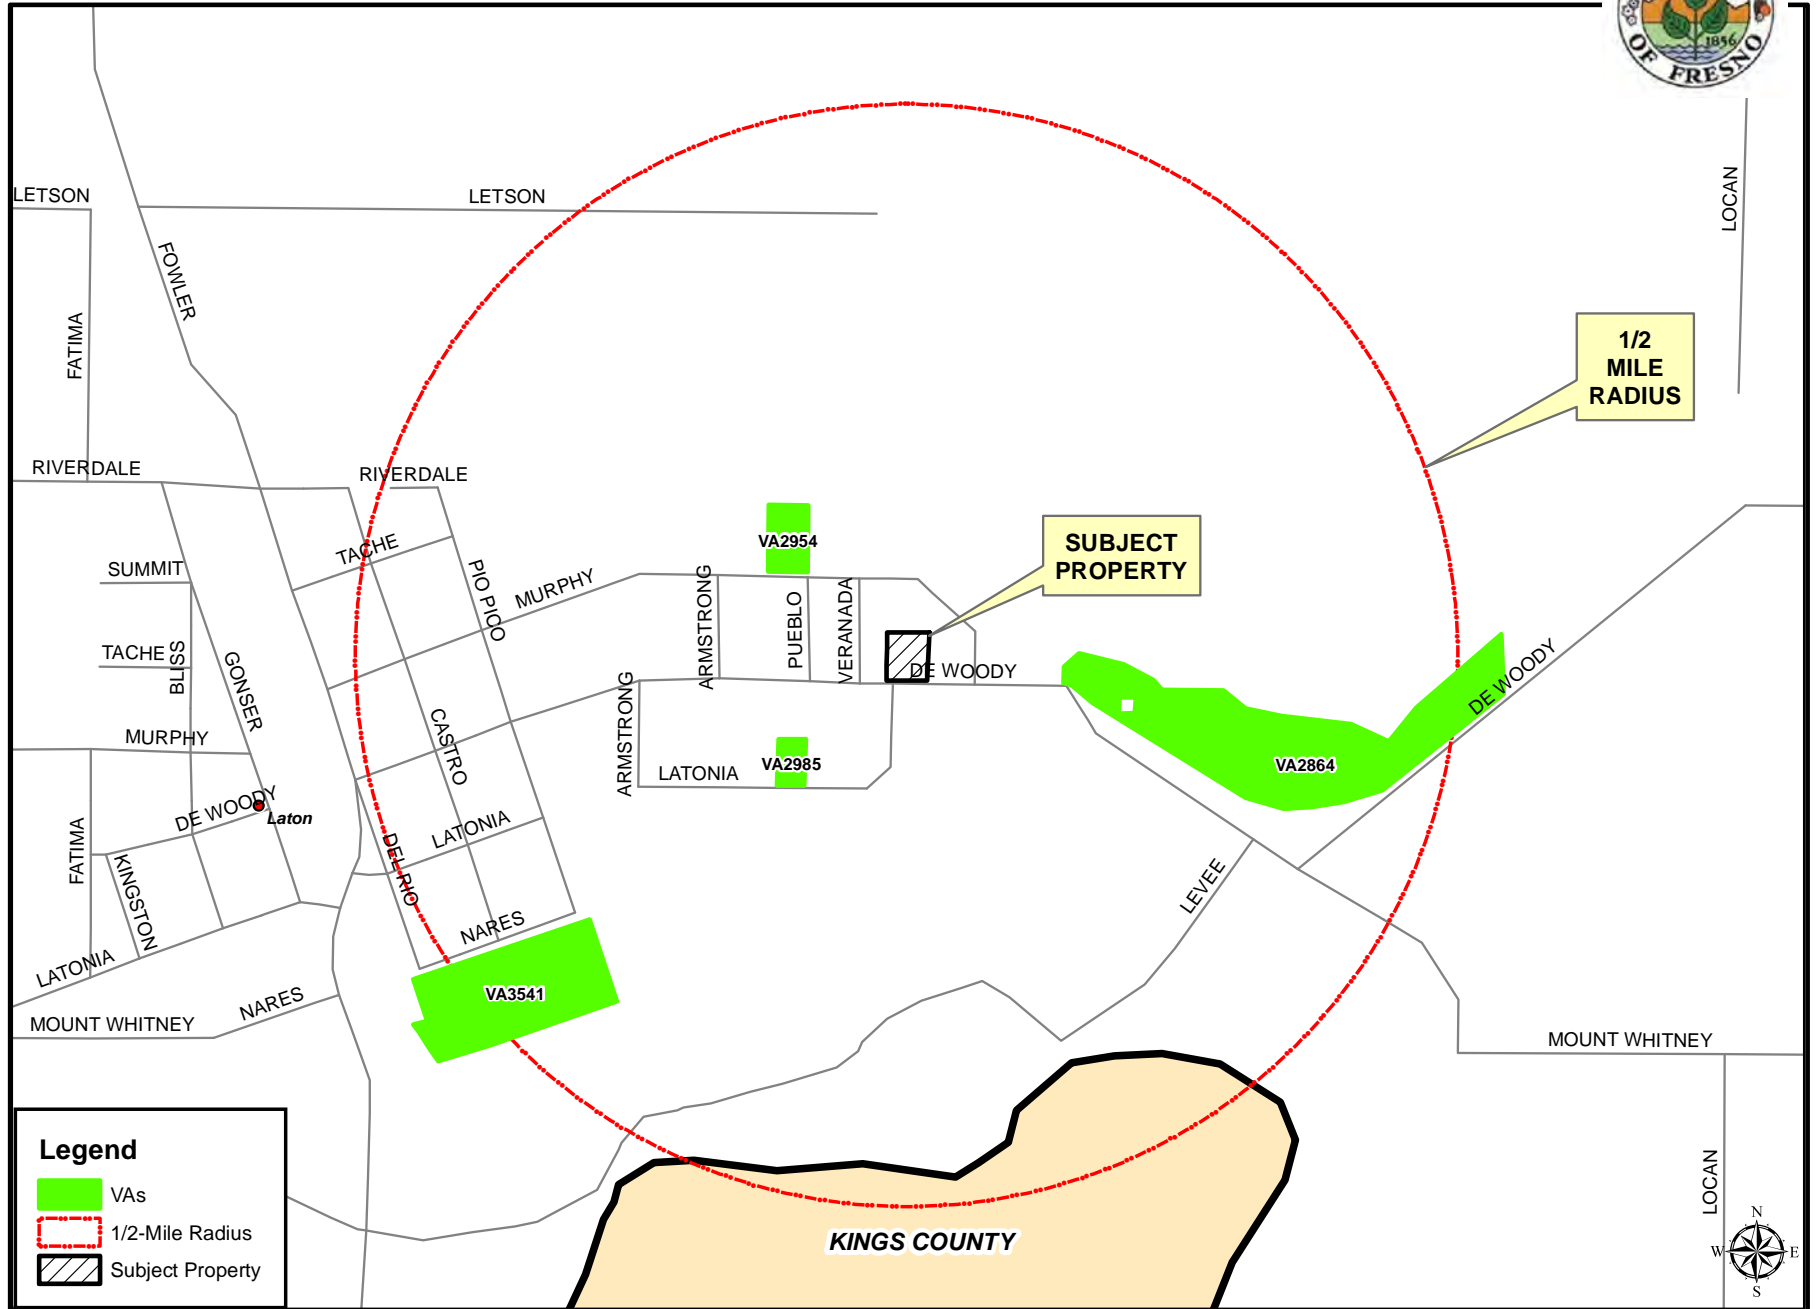 1856
OF FRESNO
LETSON
LETSON
LOCAN
FOWLER
FATIMA
1/2
MILE
RADIUS
RIVERDALE
RIVERDALE
TACHE
VA2954
SUBJECT
PROPERTY
SUMMIT
PIO PICO
MURPHY
ARMSTRONG
PUEBLO
VERANADA
TACHE
BLISS
GONSER
DE WOODY
DE WOODY
ARMSTRONG
MURPHY
CASTRO
LATONIA
VA2985
VA2864
DE WOODY
Laton
LATONIA
DEL RIO
FATIMA
KINGSTON
LEVEE
NARES
LATONIA
VA3541
NARES
MOUNT WHITNEY
MOUNT WHITNEY
Legend
VAs
1/2-Mile Radius
Subject Property
KINGS COUNTY
LOCAN
N
W
E
S